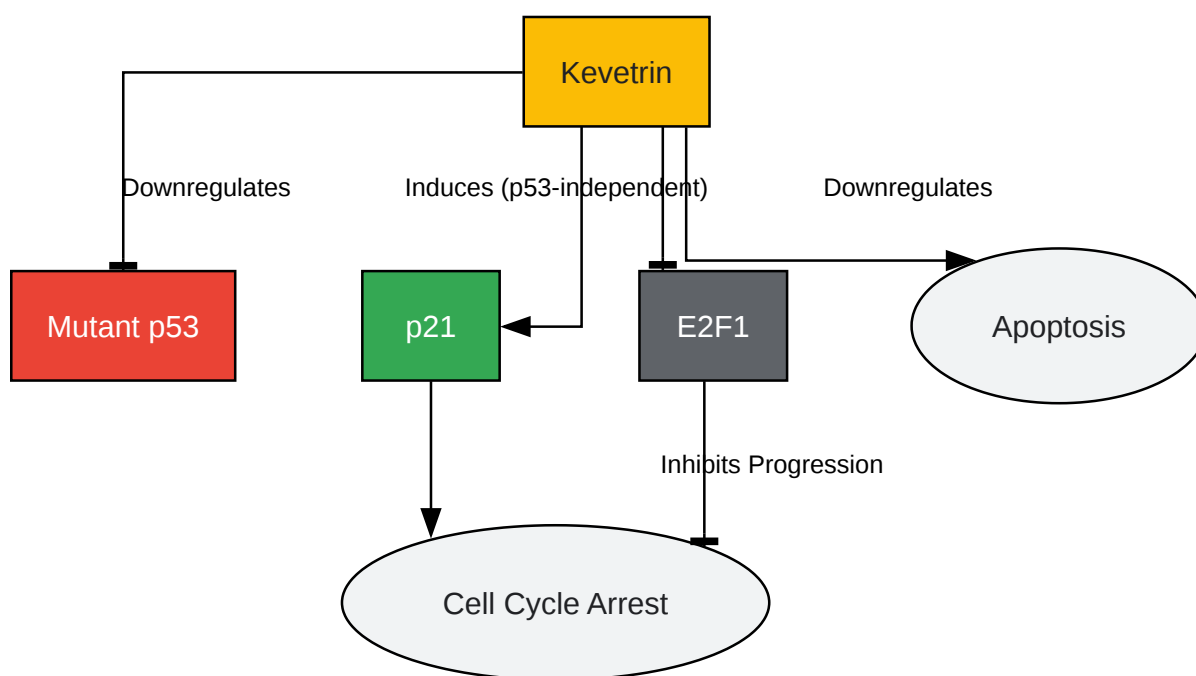 Kevetrin
Downregulates
Induces (p53-independent)
Downregulates
Mutant p53
p21
E2F1
Apoptosis
Inhibits Progression
Cell Cycle Arrest